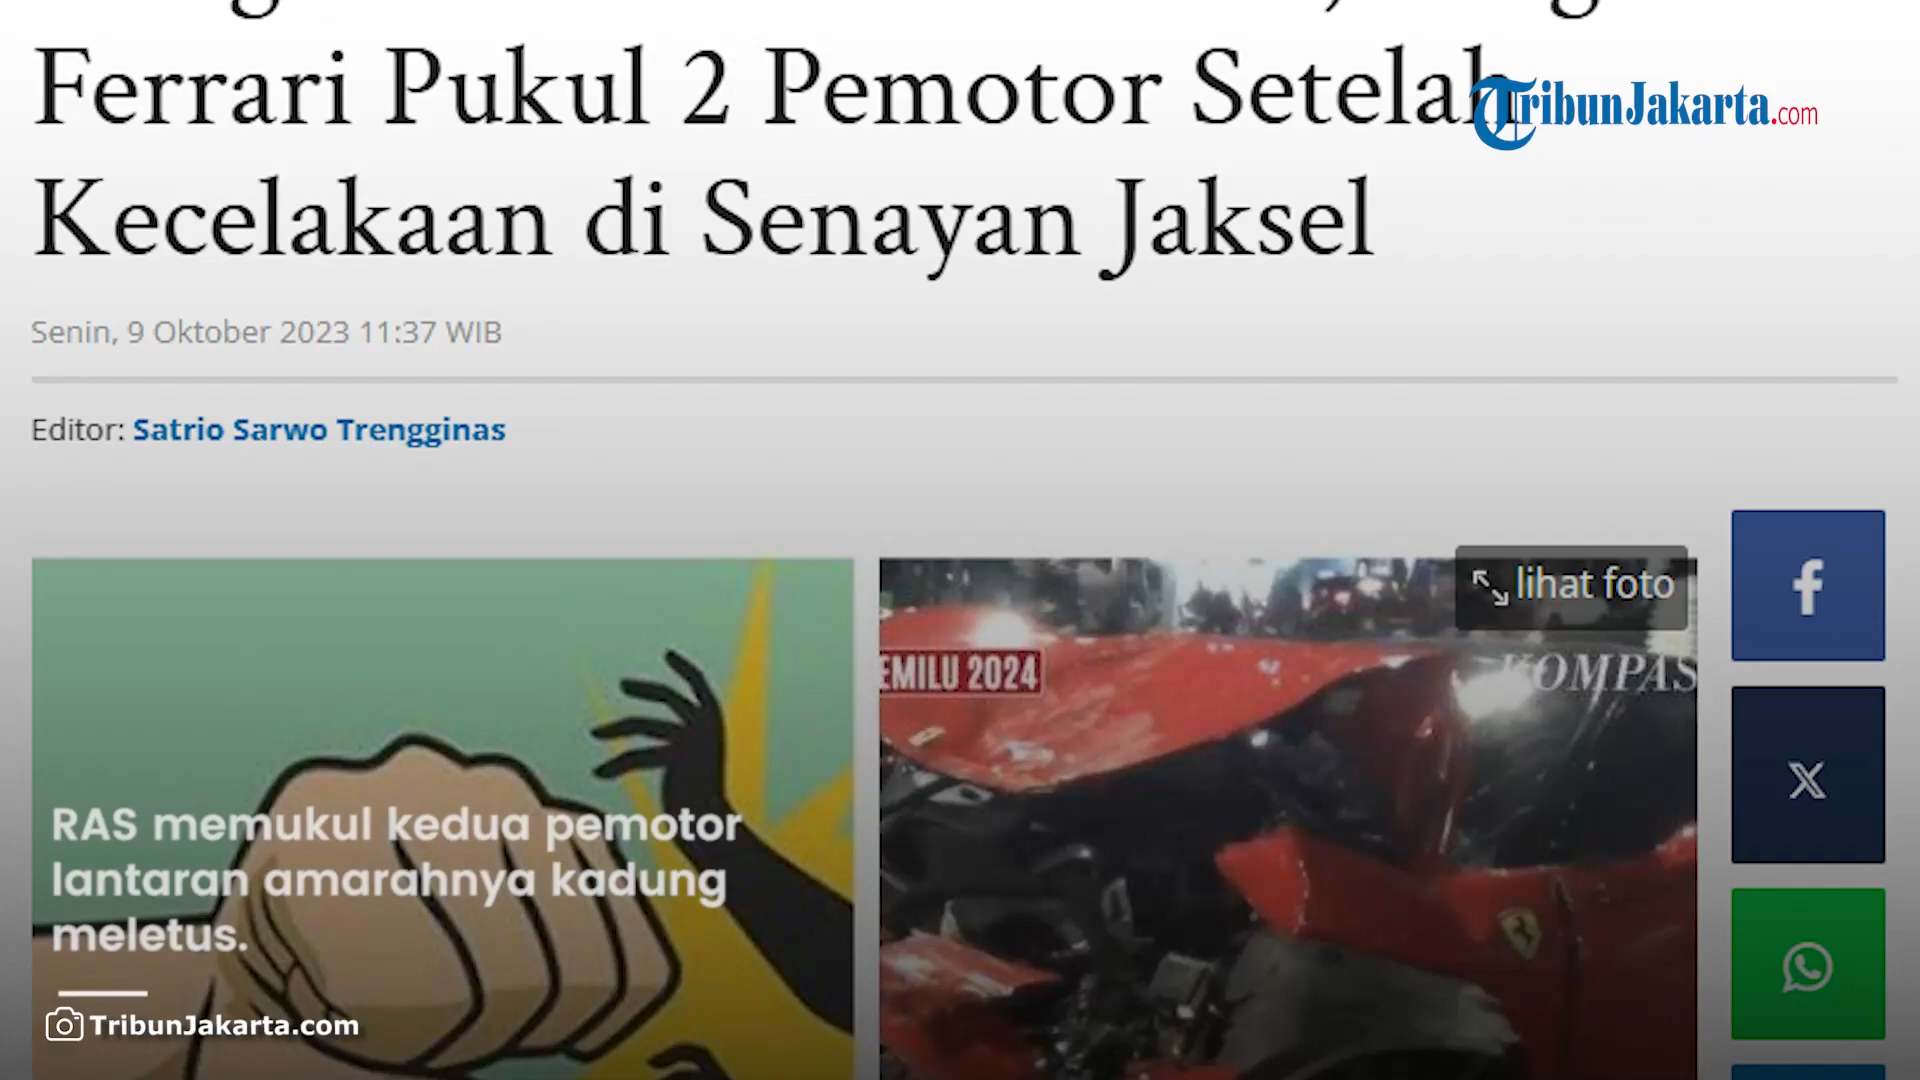 Ferrari Pukul 2 Pemotor Setelah
TribunJakarta.com
Kecelakaan di Senayan Jaksel
Senin, 9 Oktober 2023 11:37 WIB
Editor: Satrio Sarwo Trengginas
lihat foto
EMILU 2024
KOMPAS
RAS memukul kedua pemotor
lantaran amarahnya kadung
meletus.
TribunJakarta.com